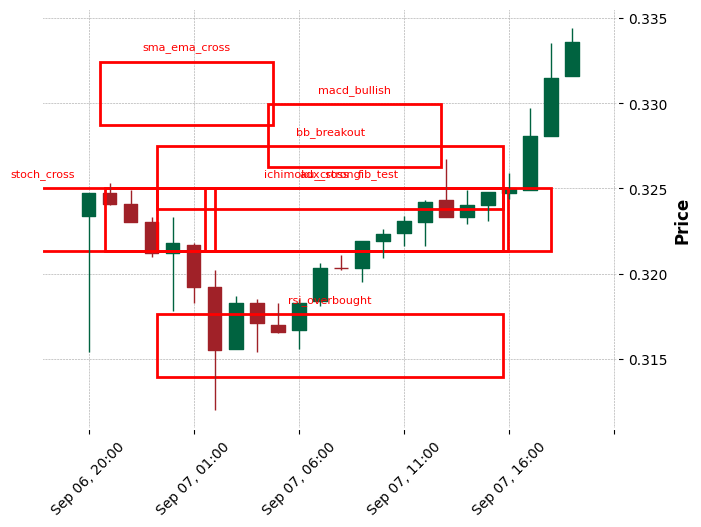 0.335
sma_ema_cross
macd_bullish
0.330
bb_breakout
stoch_cross
fib_test
0.325
Price
0.320
rsi_overbought
0.315
Sep 06, 20:00
Sep 07, 01:00
Sep 07, 06:00
Sep 07, 11:00
Sep 07, 16:00